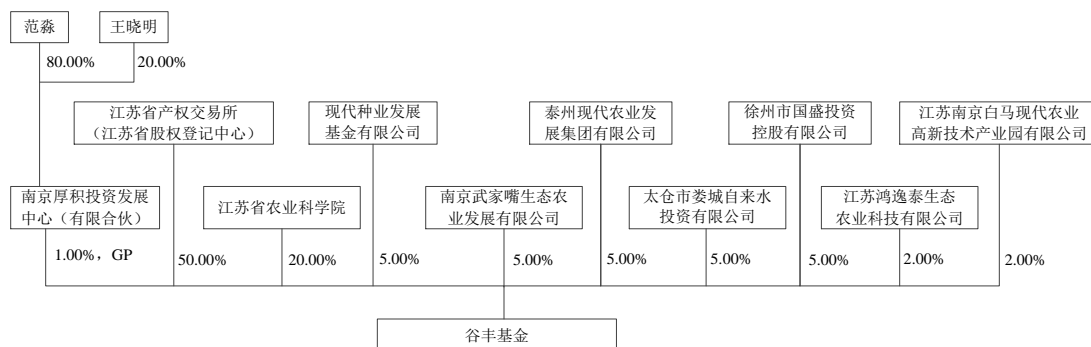 范淼
王晓明
80.00%
20.00%
江苏省产权交易所
（江苏省股权登记中心）
现代种业发展
基金有限公司
泰州现代农业发
展集团有限公司
徐州市国盛投资
控股有限公司
江苏南京白马现代农业
高新技术产业园有限公司
南京厚积投资发展
中心（有限合伙）
江苏省农业科学院
南京武家嘴生态农
业发展有限公司
太仓市娄城自来水
投资有限公司
江苏鸿逸泰生态
农业科技有限公司
1.00%，GP
50.00%
20.00%
5.00%
5.00%
5.00%
5.00%
5.00%
2.00%
2.00%
谷丰基金